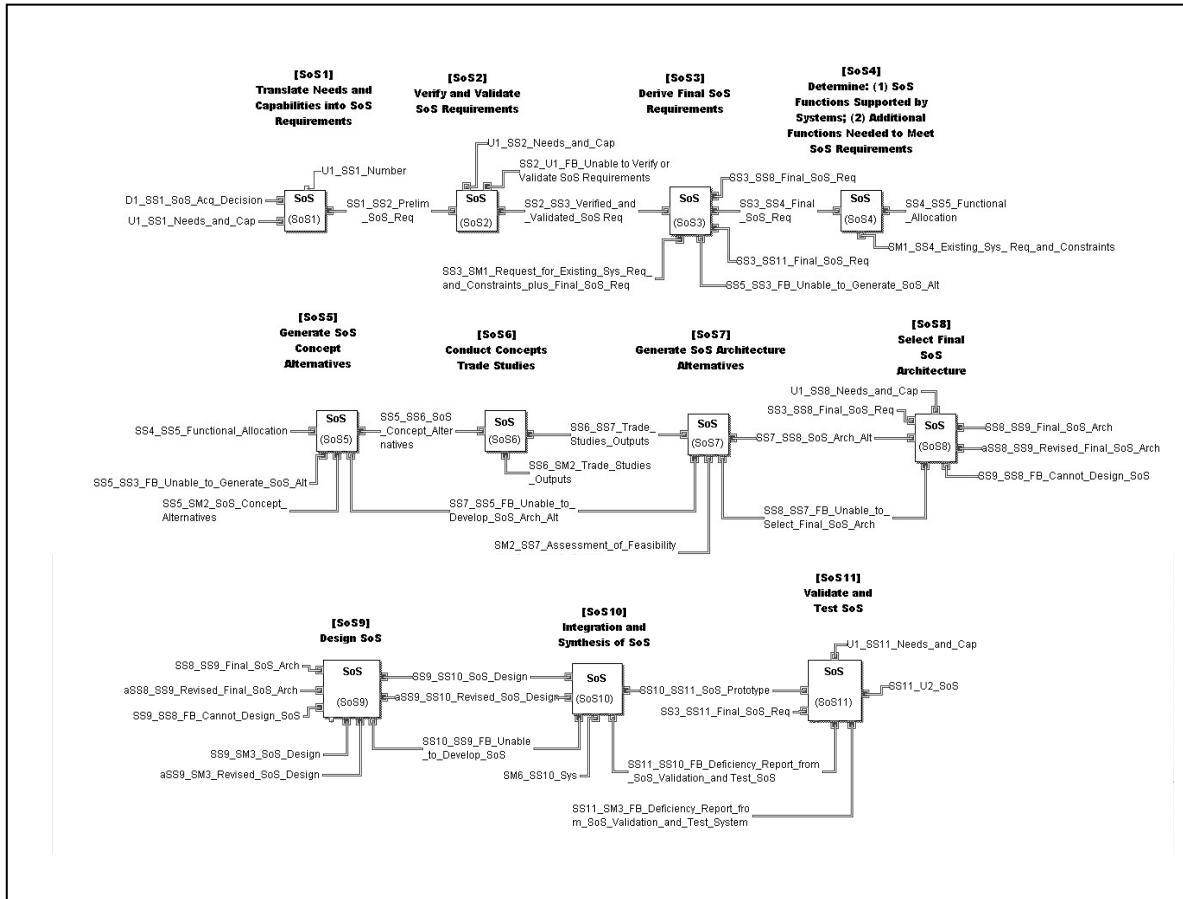 [SoS1]
Translate Needs and
Capabilities into SoS
Requirements
[SoS2]
Verify and Validate
SoS Requirements
[SoS3]
Derive Final SoS
Requirements
[SoS4]
Determine: (1) SoS
Functions Supported by
Systems; (2) Additional
Functions Needed to Meet
SoS Requirements
U1_SS1_Number
D1_SS1_SoS_Acq_Decision
U1_SS1_Needs_and_Cap
SoS
(SoS1)
SS1_SS2_Prelim
_SoS_Req
U1_SS2_Needs_and_Cap
SS2_U1_FB_Unable to Verify or
Validate SoS Requirements
SoS
(SoS2)
SS2_SS3_Verified_and
_Validated_SoS Req
SoS
(SoS3)
SS3_SS8_Final_SoS_Req
SS3_SS4_Final
_SoS_Req
SS3_SS11_Final_SoS_Req
SS3_SM1_Request_for_Existing_Sys_Req_
and_Constraints_plus_Final_SoS_Req
SS5_SS3_FB_Unable_to_Generate_SoS_Alt
SoS
(SoS4)
SS4_SS5_Functional
_Allocation
SM1_SS4_Existing_Sys_ Req_and_Constraints
[SoS5]
Generate SoS
Concept
Alternatives
[SoS6]
Conduct Concepts
Trade Studies
[SoS7]
Generate SoS Architecture
Alternatives
[SoS8]
Select Final
SoS
Architecture
SS4_SS5_Functional_Allocation
SoS
(SoS5)
SS5_SS3_FB_Unable_to_Generate_SoS_Alt
SS5_SM2_SoS_Concept_
Alternatives
SS5_SS6_SoS
_Concept_Alter
natives
SoS
(SoS6)
SS6_SM2_Trade_Studies
_Outputs
SS7_SS5_FB_Unable_to_
Develop_SoS_Arch_Alt
SS6_SS7_Trade_
Studies_Outputs
SoS
(SoS7)
SM2_SS7_Assessment_of_Feasibility
SS7_SS8_SoS_Arch_Alt
SS8_SS7_FB_Unable_to_
Select_Final_SoS_Arch
U1_SS8_Needs_and_Cap
SS3_SS8_Final_SoS_Req
SoS
(SoS8)
SS8_SS9_Final_SoS_Arch
aSS8_SS9_Revised_Final_SoS_Arch
SS9_SS8_FB_Cannot_Design_SoS
[SoS9]
Design SoS
[SoS10]
Integration and
Synthesis of SoS
[SoS11]
Validate and
Test SoS
SS8_SS9_Final_SoS_Arch
aSS8_SS9_Revised_Final_SoS_Arch
SS9_SS8_FB_Cannot_Design_SoS
SoS
(SoS9)
SS9_SM3_SoS_Design
aSS9_SM3_Revised_SoS_Design
SS9_SS10_SoS_Design
aSS9_SS10_Revised_SoS_Design
SS10_SS9_FB_Unable
_to_Develop_SoS
SoS
(SoS10)
SM6_SS10_Sys
SS10_SS11_SoS_Prototype
SS3_SS11_Final_SoS_Req
SS11_SS10_FB_Deficiency_Report_from
_SoS_Validation_and Test_SoS
SS11_SM3_FB_Deficiency_Report_fro
m_SoS_Validation_and_Test_System
U1_SS11_Needs_and_Cap
SoS
(SoS11)
SS11_U2_SoS